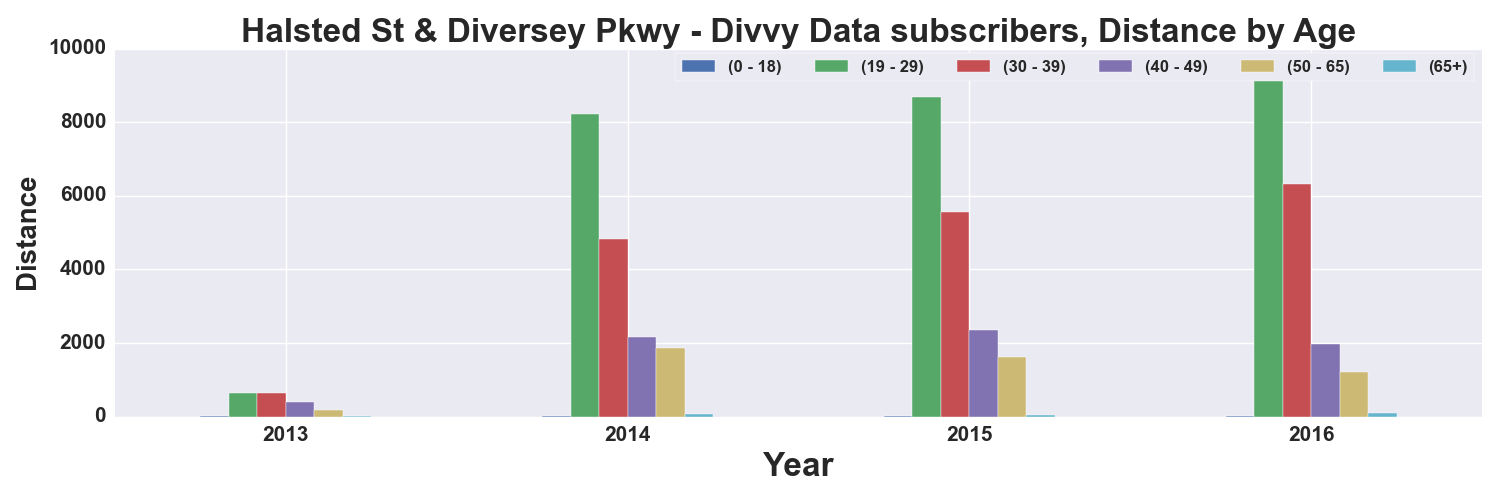 Halsted St & Diversey Pkwy - Divvy Data subscribers, Distance by Age
(0 - 18) (19 - 29) (30 - 39) (40 - 49) (50 - 65) (65+)
Distance
10000
8000
6000
4000
2000
0
2013 2014 2015 2016
Year